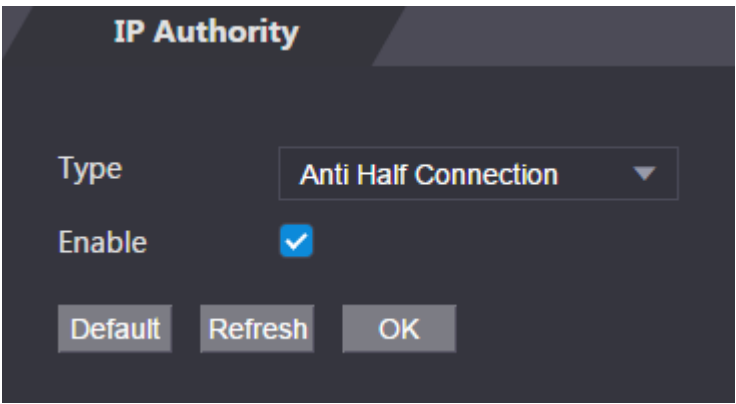 IP Authority
Type Anti Half Connection
Enable
Default Refresh OK